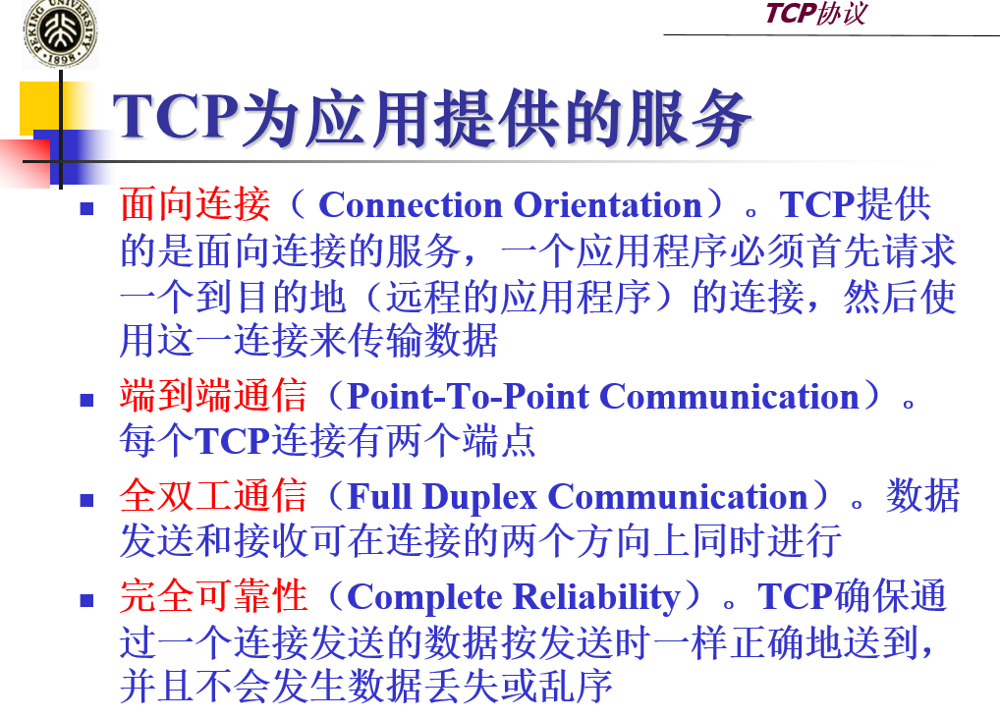 PEKING UNIVERSITY
·1898·
TCP协议
TCP为应用提供的服务
面向连接（ Connection Orientation）。TCP提供
的是面向连接的服务，一个应用程序必须首先请求
一个到目的地（远程的应用程序）的连接，然后使
用这一连接来传输数据
端到端通信（Point-To-Point Communication）。
每个TCP连接有两个端点
全双工通信（Full Duplex Communication）。数据
发送和接收可在连接的两个方向上同时进行
完全可靠性（Complete Reliability）。TCP确保通
过一个连接发送的数据按发送时一样正确地送到，
并且不会发生数据丢失或乱序